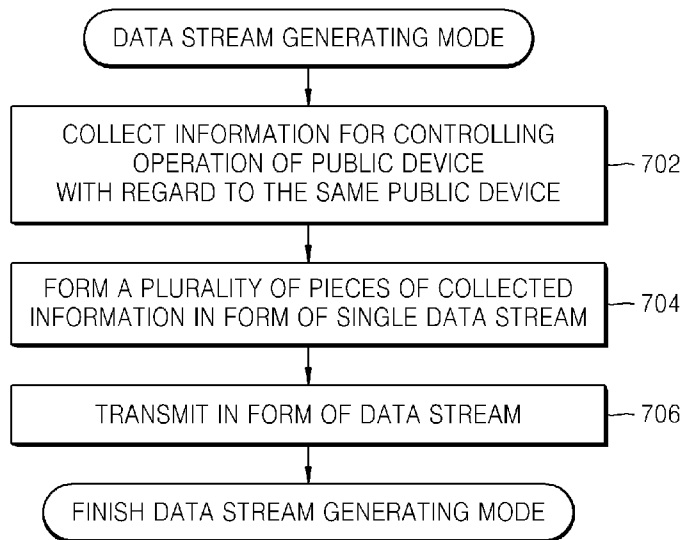 DATA STREAM GENERATING MODE
COLLECT INFORMATION FOR CONTROLLING
OPERATION OF PUBLIC DEVICE
WITH REGARD TO THE SAME PUBLIC DEVICE
702
FORM A PLURALITY OF PIECES OF COLLECTED
INFORMATION IN FORM OF SINGLE DATA STREAM
704
TRANSMIT IN FORM OF DATA STREAM
706
FINISH DATA STREAM GENERATING MODE